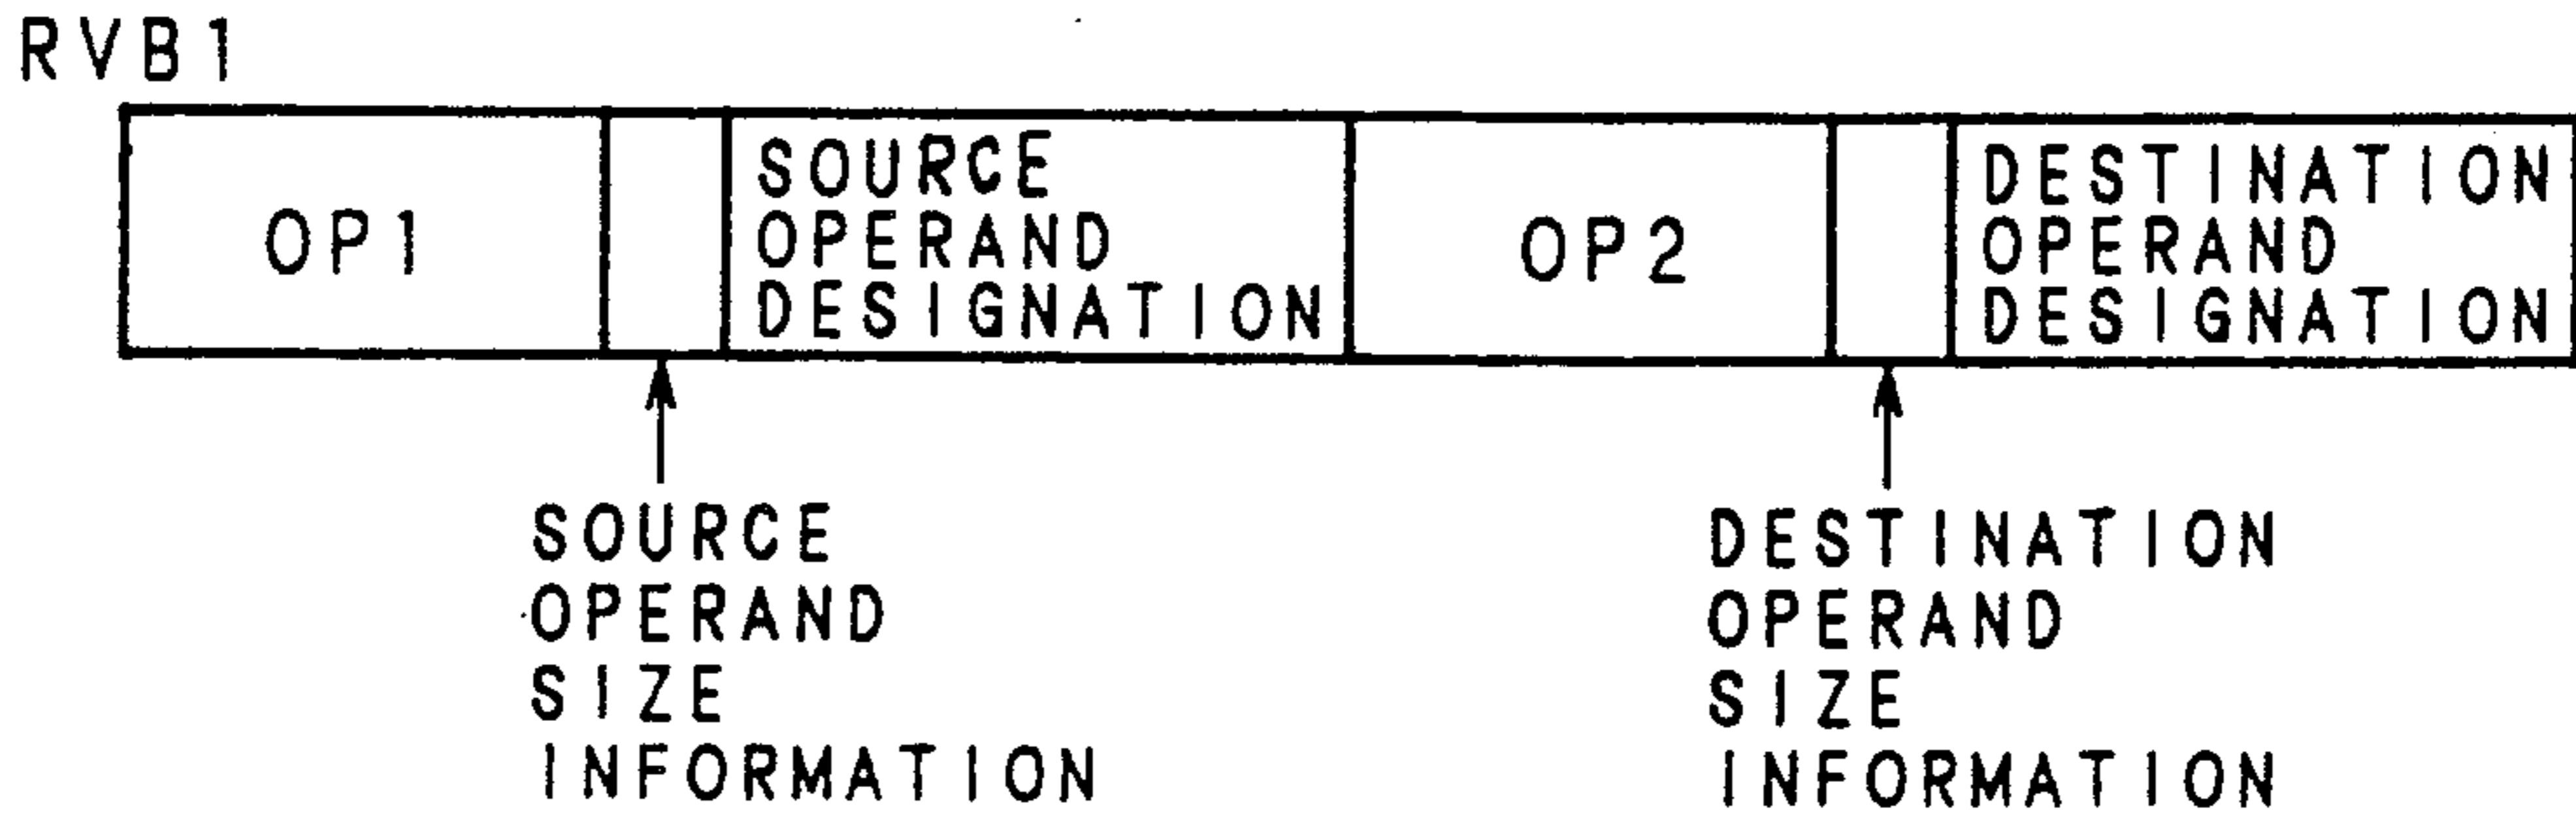 RVB1
OP1
SOURCE
OPERAND
DESIGNATION
OP2
DESTINATION
OPERAND
DESIGNATION
SOURCE
OPERAND
SIZE
INFORMATION
DESTINATION
OPERAND
SIZE
INFORMATION